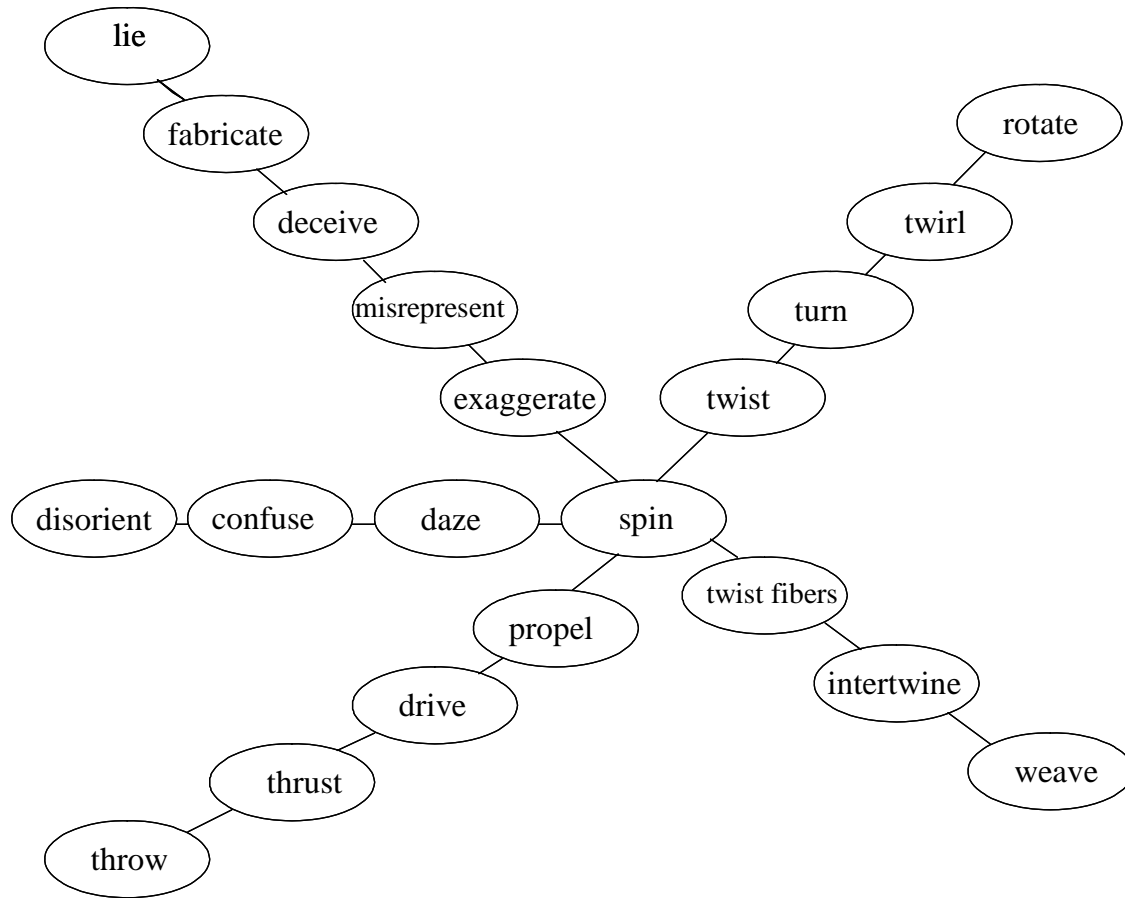 lie
fabricate
rotate
deceive
twirl
misrepresent
turn
exaggerate
twist
disorient
confuse
daze
spin
twist fibers
propel
intertwine
drive
weave
thrust
throw